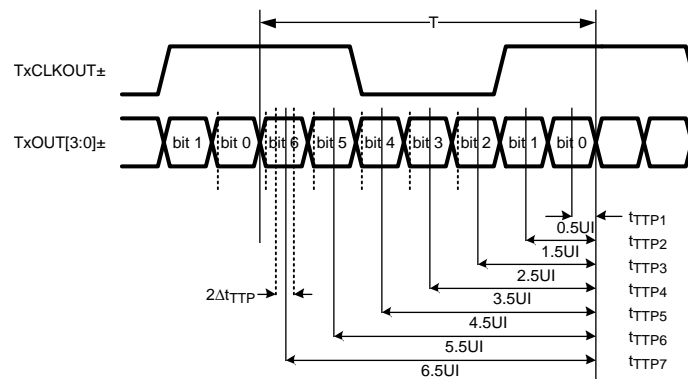 T
TxCLKOUT±
TxOUT[3:0]±
bit 1 bit 0 bit 6 bit 5 bit 4 bit 3 bit 2 bit 1 bit 0
tTTP1
0.5UI
tTTP2
1.5UI
tTTP3
2.5UI
tTTP4
2ΔtTTP
3.5UI
tTTP5
4.5UI
tTTP6
5.5UI
tTTP7
6.5UI